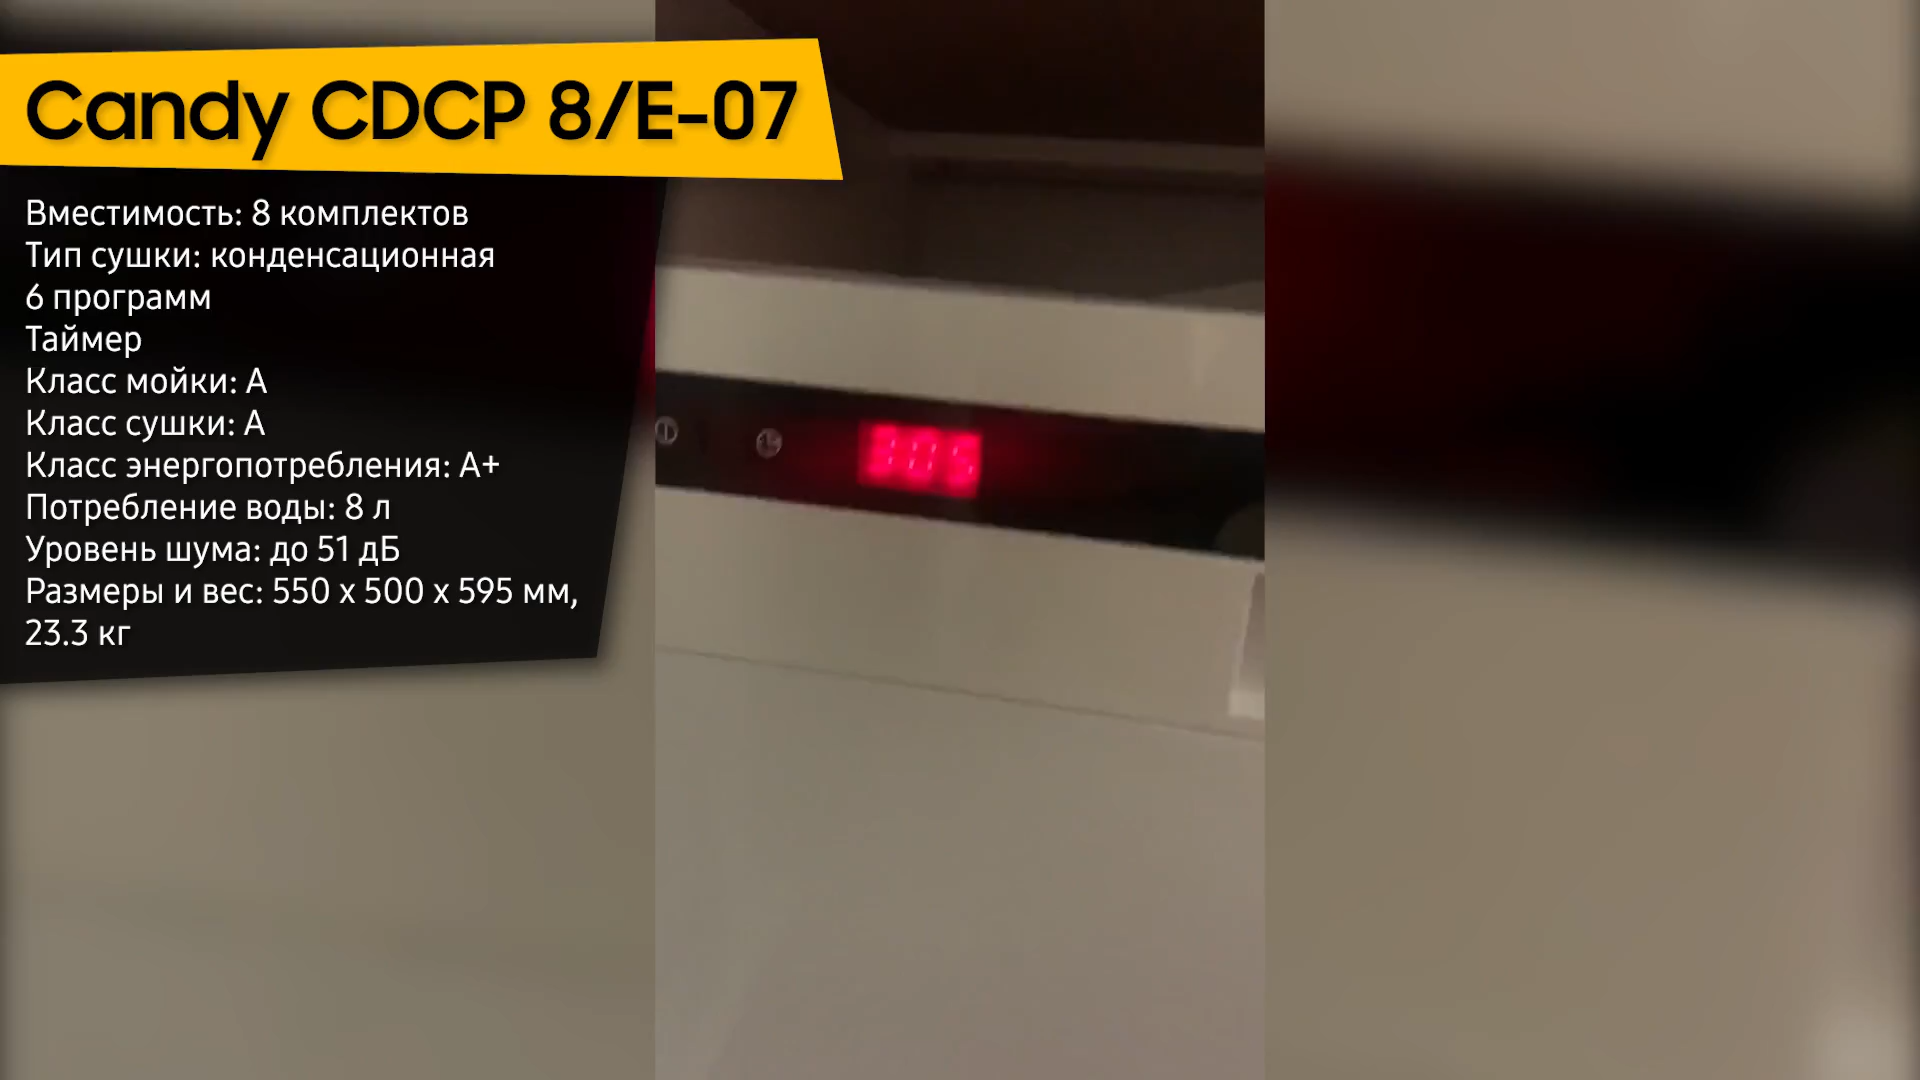 Candy CDCP 8/E-07
Вместимость: 8 комплектов
Тип сушки: конденсационная
6 программ
Таймер
Класс мойки: А
Класс сушки: А
Класс энергопотребления: А+
Потребление воды: 8 л
Уровень шума: до 51 дБ
Размеры и вес: 550 x 500 x 595 мм,
23.3 кг